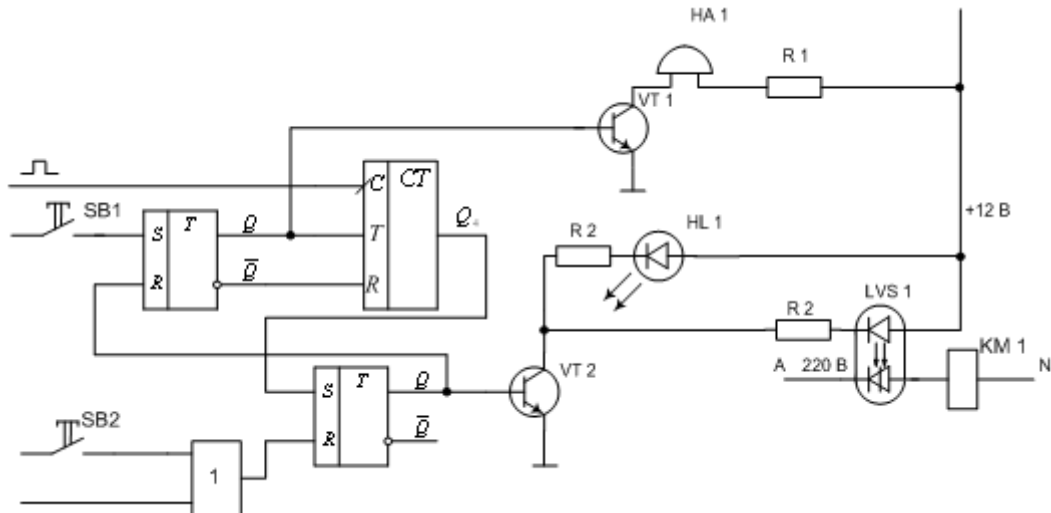 HA 1
R 1
VT 1
C
CT
SB1
S
T
Q
Q4
T
+12 В
R
Q̅
R
R 2
HL 1
LVS 1
R 2
KM 1
A
220 В
N
VT 2
S
T
Q
SB2
R
Q̅
1